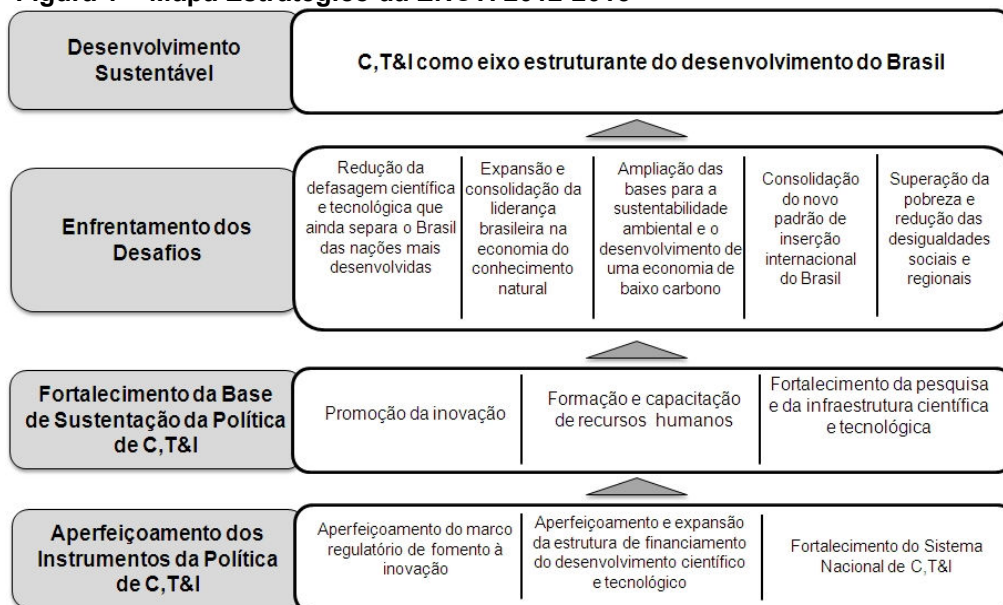 Desenvolvimento
Sustentável
C,T&I como eixo estruturante do desenvolvimento do Brasil
Enfrentamento dos
Desafios
Redução da
defasagem científica
e tecnológica que
ainda separa o Brasil
das nações mais
desenvolvidas
Expansão e
consolidação da
liderança
brasileira na
economia do
conhecimento
natural
Ampliação das
bases para a
sustentabilidade
ambiental e o
desenvolvimento de
uma economia de
baixo carbono
Consolidação
do novo
padrão de
inserção
internacional
do Brasil
Superação da
pobreza e
redução das
desigualdades
sociais e
regionais
Fortalecimento da Base
de Sustentação da Política
de C,T&I
Promoção da inovação
Formação e capacitação
de recursos humanos
Fortalecimento da pesquisa
e da infraestrutura científica
e tecnológica
Aperfeiçoamento dos
Instrumentos da Política
de C,T&I
Aperfeiçoamento do marco
regulatório de fomento à
inovação
Aperfeiçoamento e expansão
da estrutura de financiamento
do desenvolvimento científico
e tecnológico
Fortalecimento do Sistema
Nacional de C,T&I